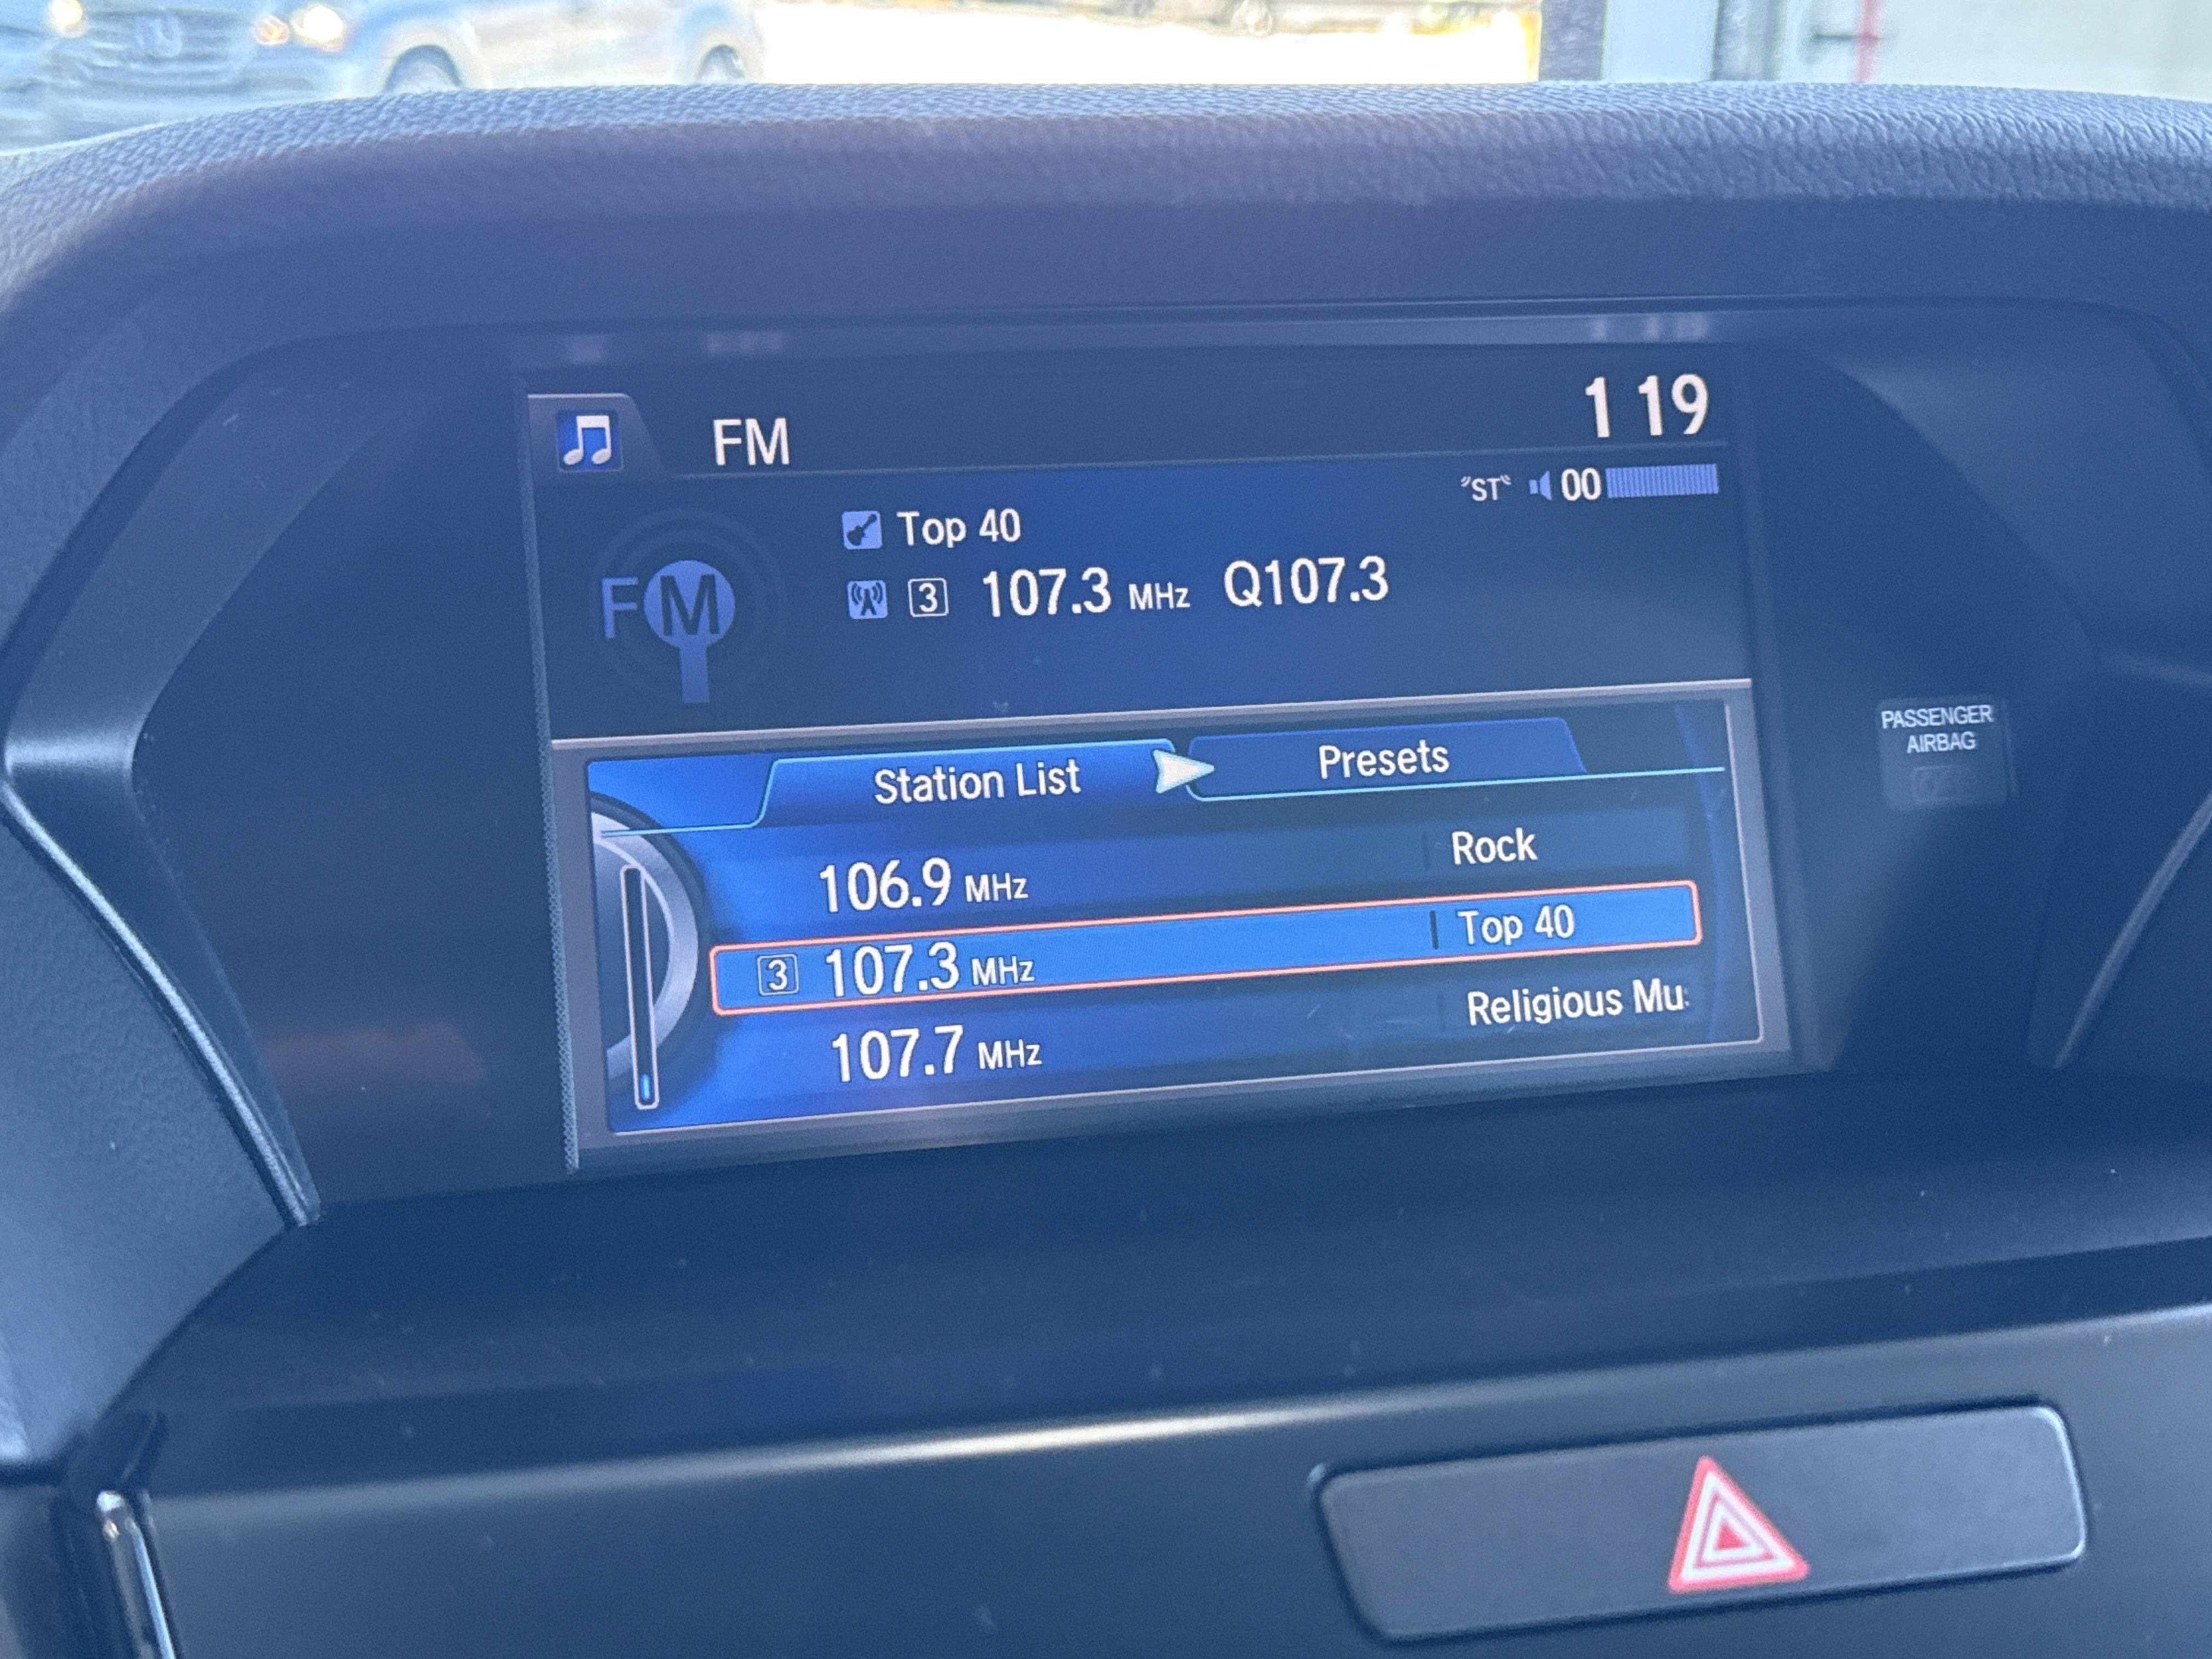 FM
1 19
"ST" 00
Top 40
FM
3 107.3 MHz Q107.3
Station List Presets
106.9 MHz Rock
3 107.3 MHz Top 40
107.7 MHz Religious Mu
PASSENGER
AIRBAG